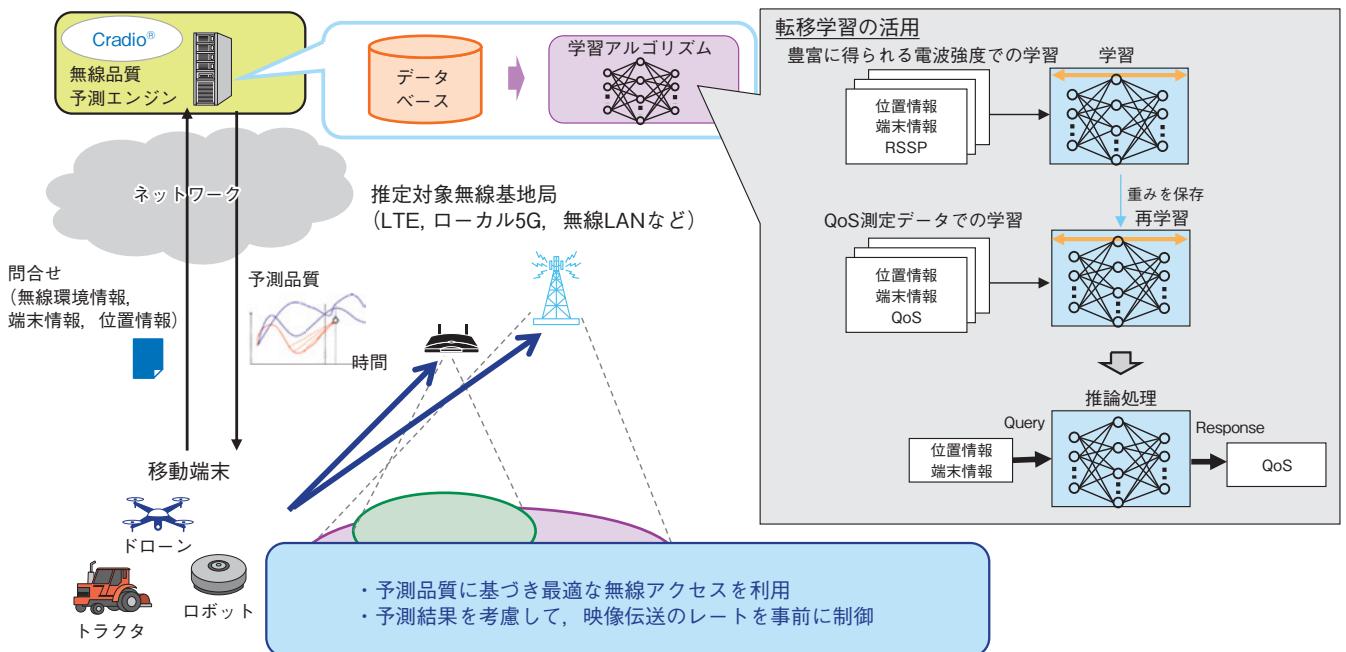 Cradio®
無線品質
予測エンジン
データ
ベース
学習アルゴリズム
ネットワーク
推定対象無線基地局
（LTE, ローカル5G, 無線LANなど）
問合せ
（無線環境情報,
端末情報, 位置情報）
予測品質
時間
移動端末
ドローン
トラクタ
ロボット
・予測品質に基づき最適な無線アクセスを利用
・予測結果を考慮して, 映像伝送のレートを事前に制御
転移学習の活用
豊富に得られる電波強度での学習
学習
位置情報
端末情報
RSSP
重みを保存
QoS測定データでの学習
再学習
位置情報
端末情報
QoS
推論処理
Query
位置情報
端末情報
Response
QoS